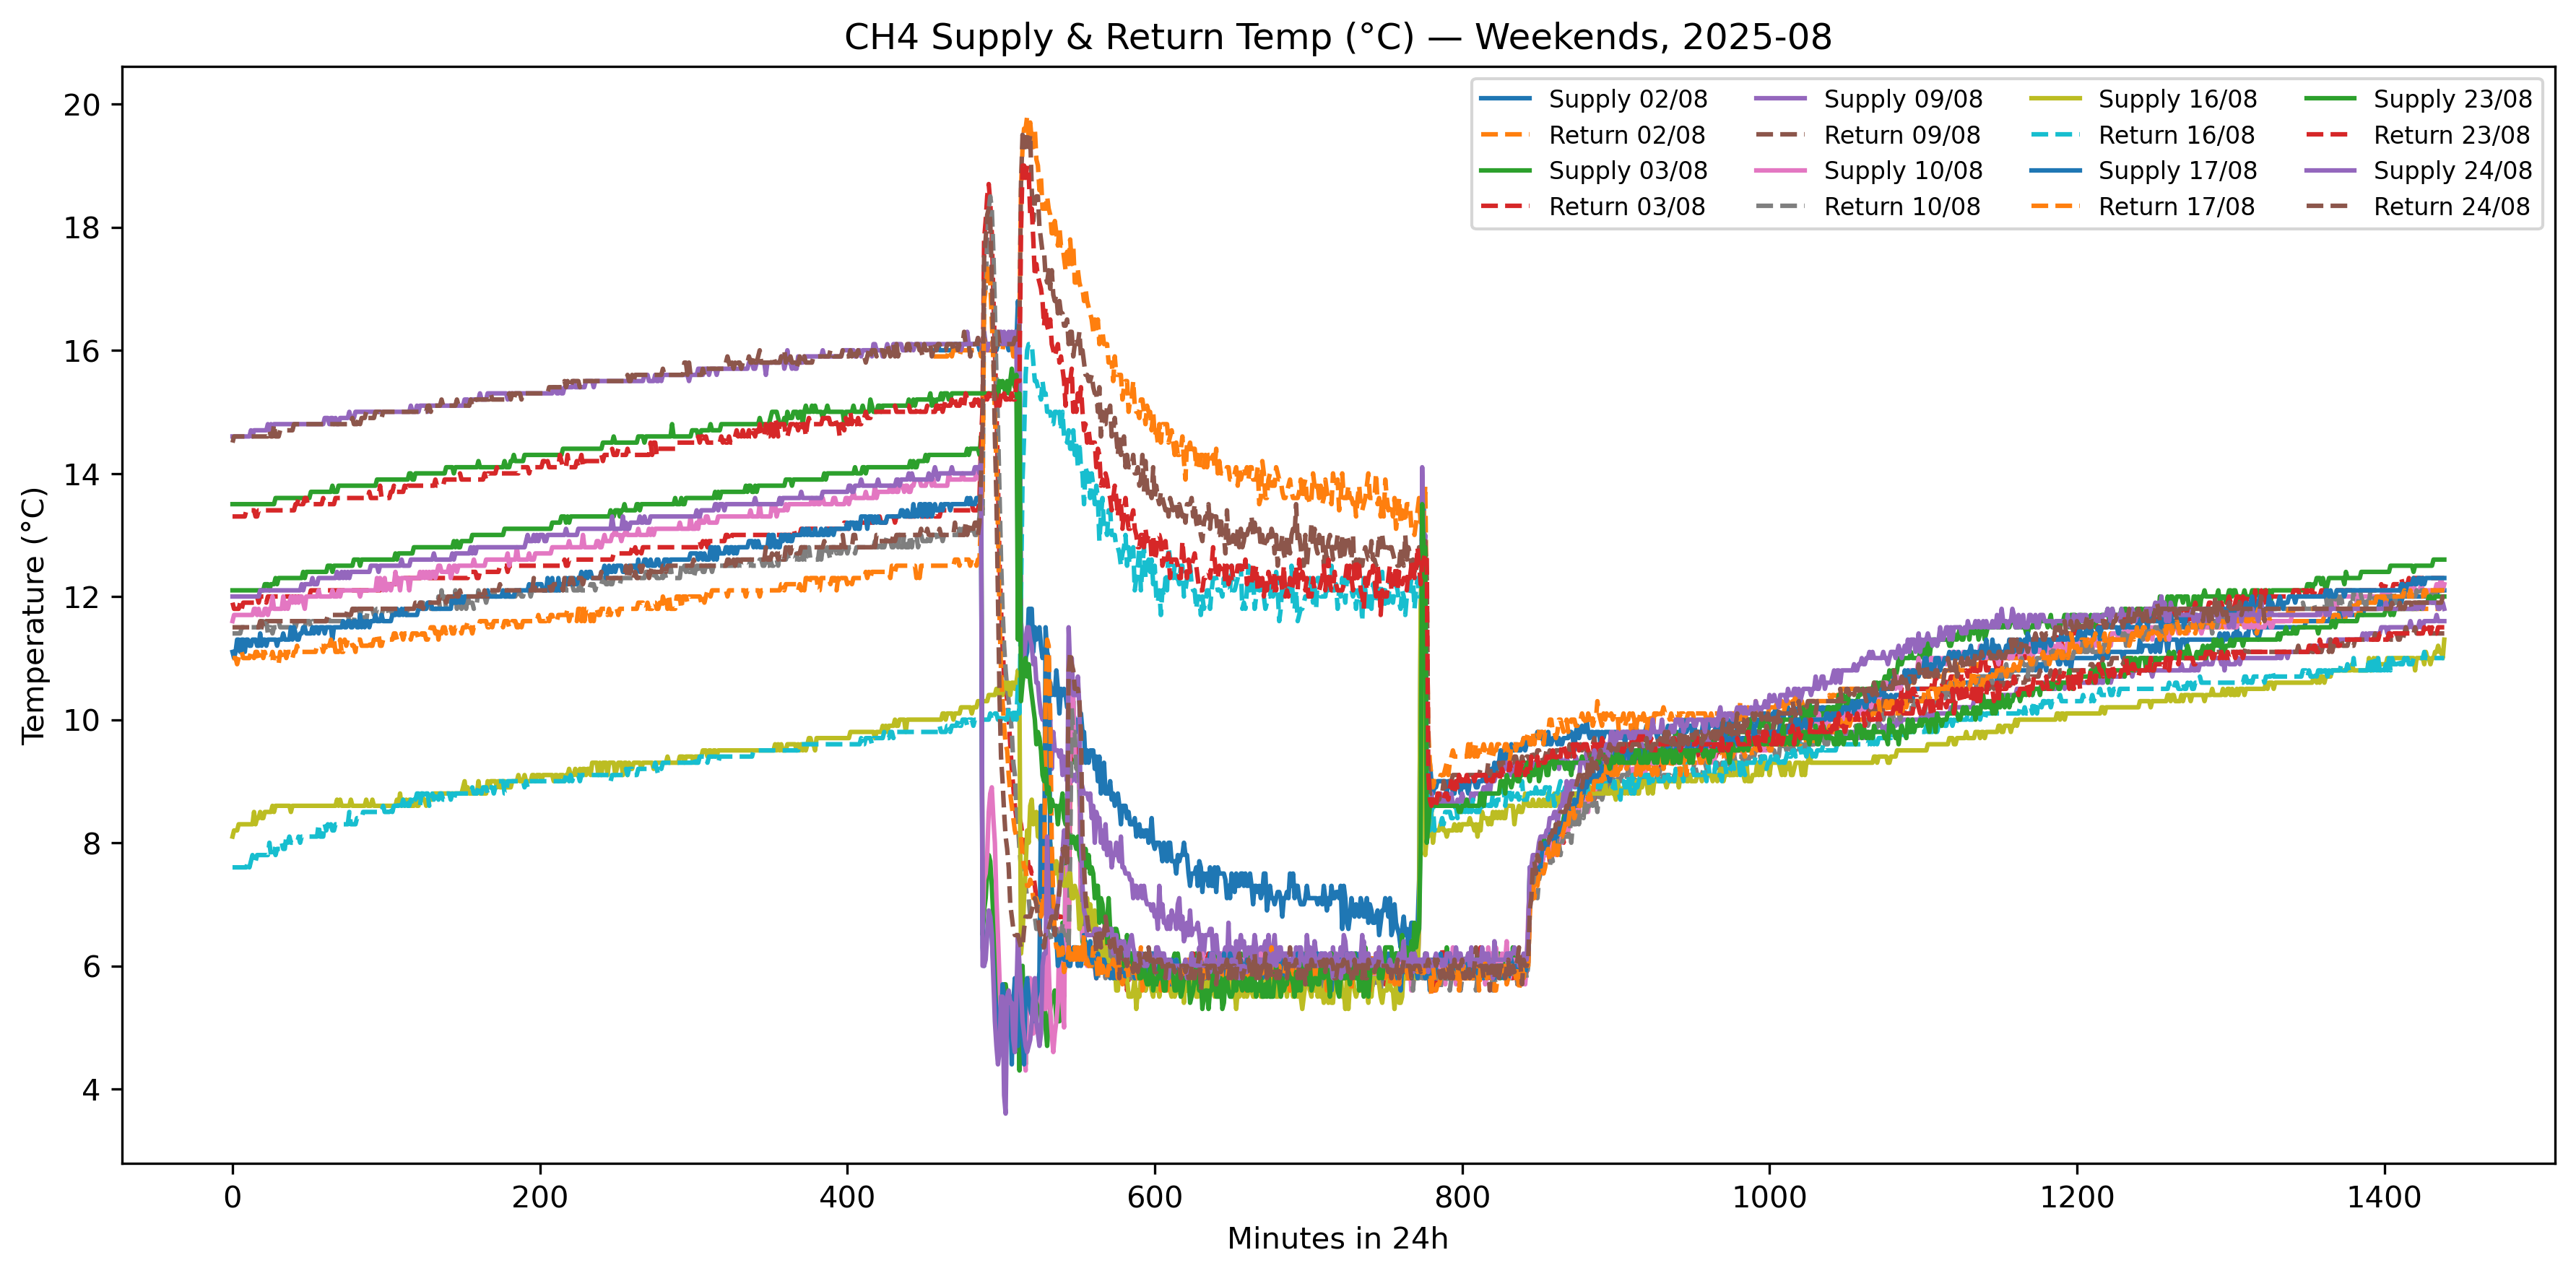 CH4 Supply & Return Temp (°C) — Weekends, 2025-08
Temperature (°C)
20
18
16
14
12
10
8
6
4
Supply 02/08
Return 02/08
Supply 03/08
Return 03/08
Supply 09/08
Return 09/08
Supply 10/08
Return 10/08
Supply 16/08
Return 16/08
Supply 17/08
Return 17/08
Supply 23/08
Return 23/08
Supply 24/08
Return 24/08
0 200 400 600 800 1000 1200 1400
Minutes in 24h